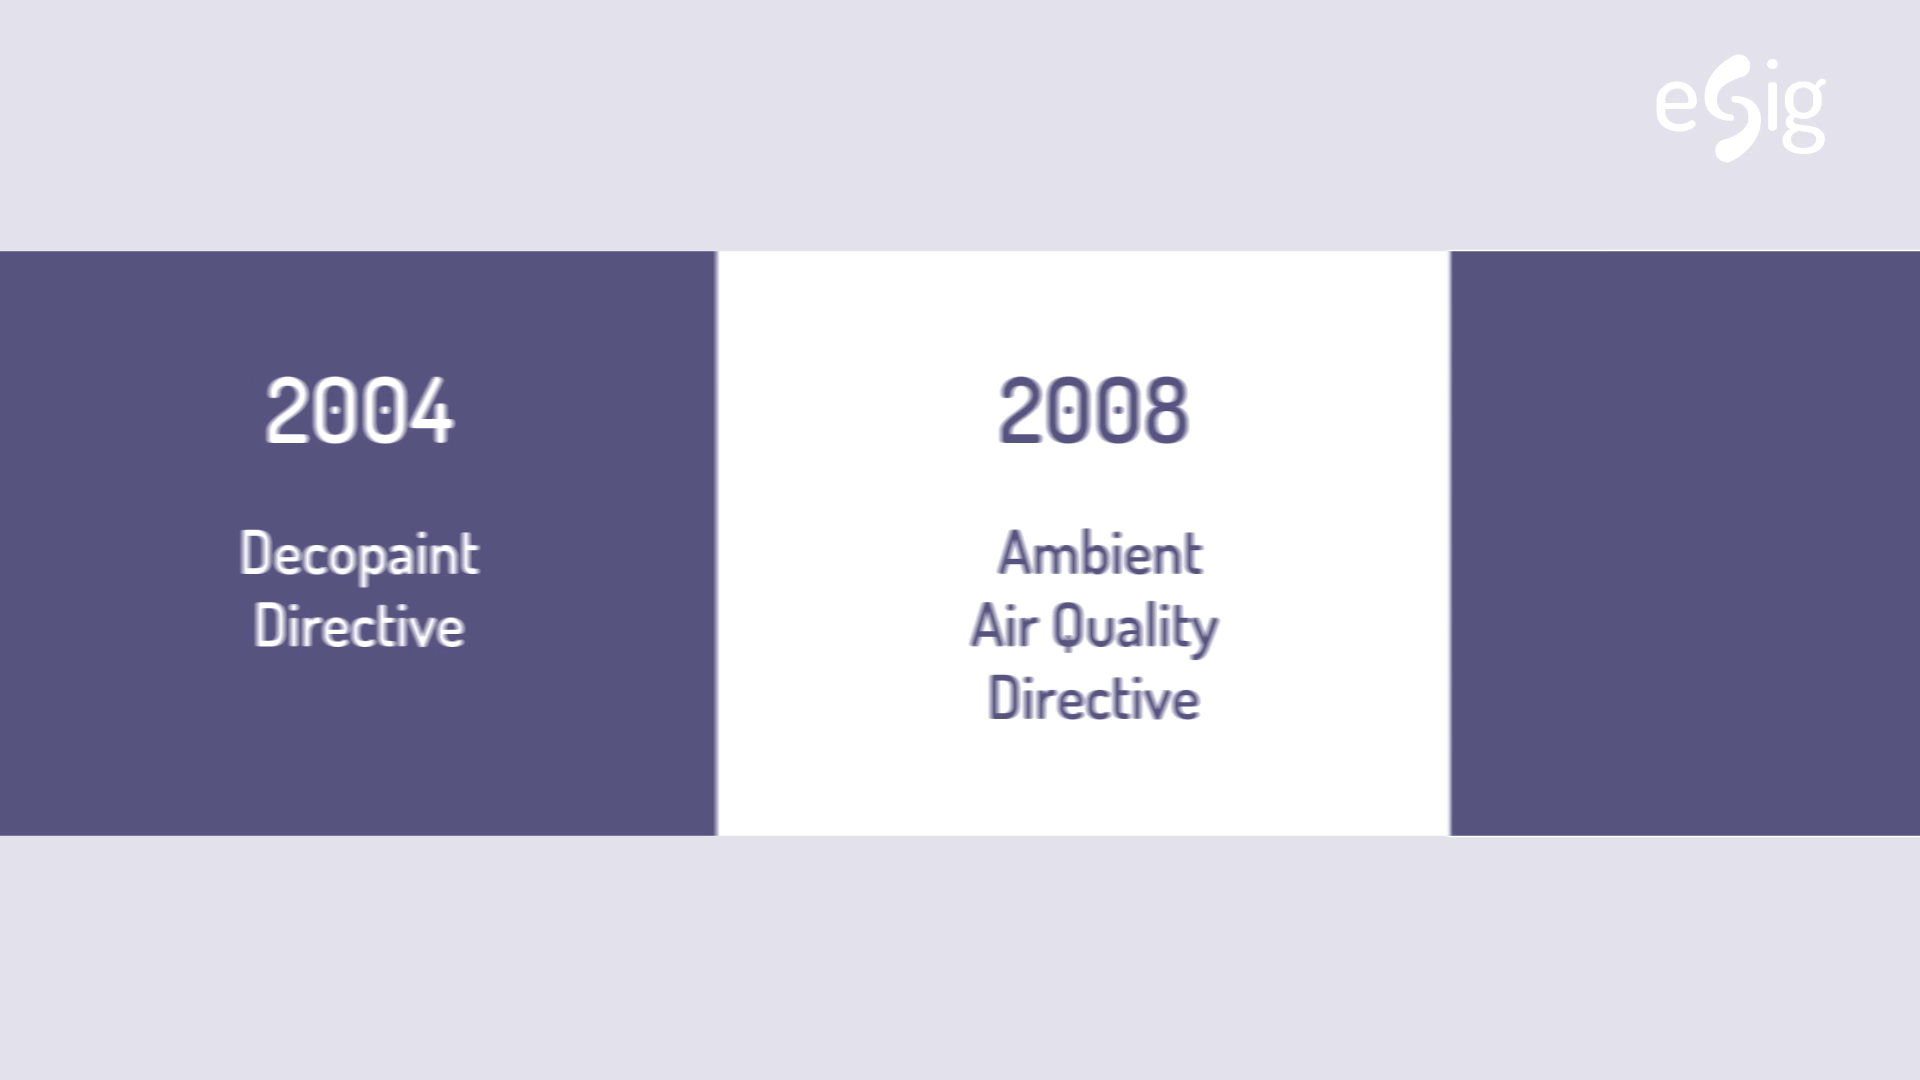 eSig
2004
Decopaint
Directive
2008
Ambient
Air Quality
Directive